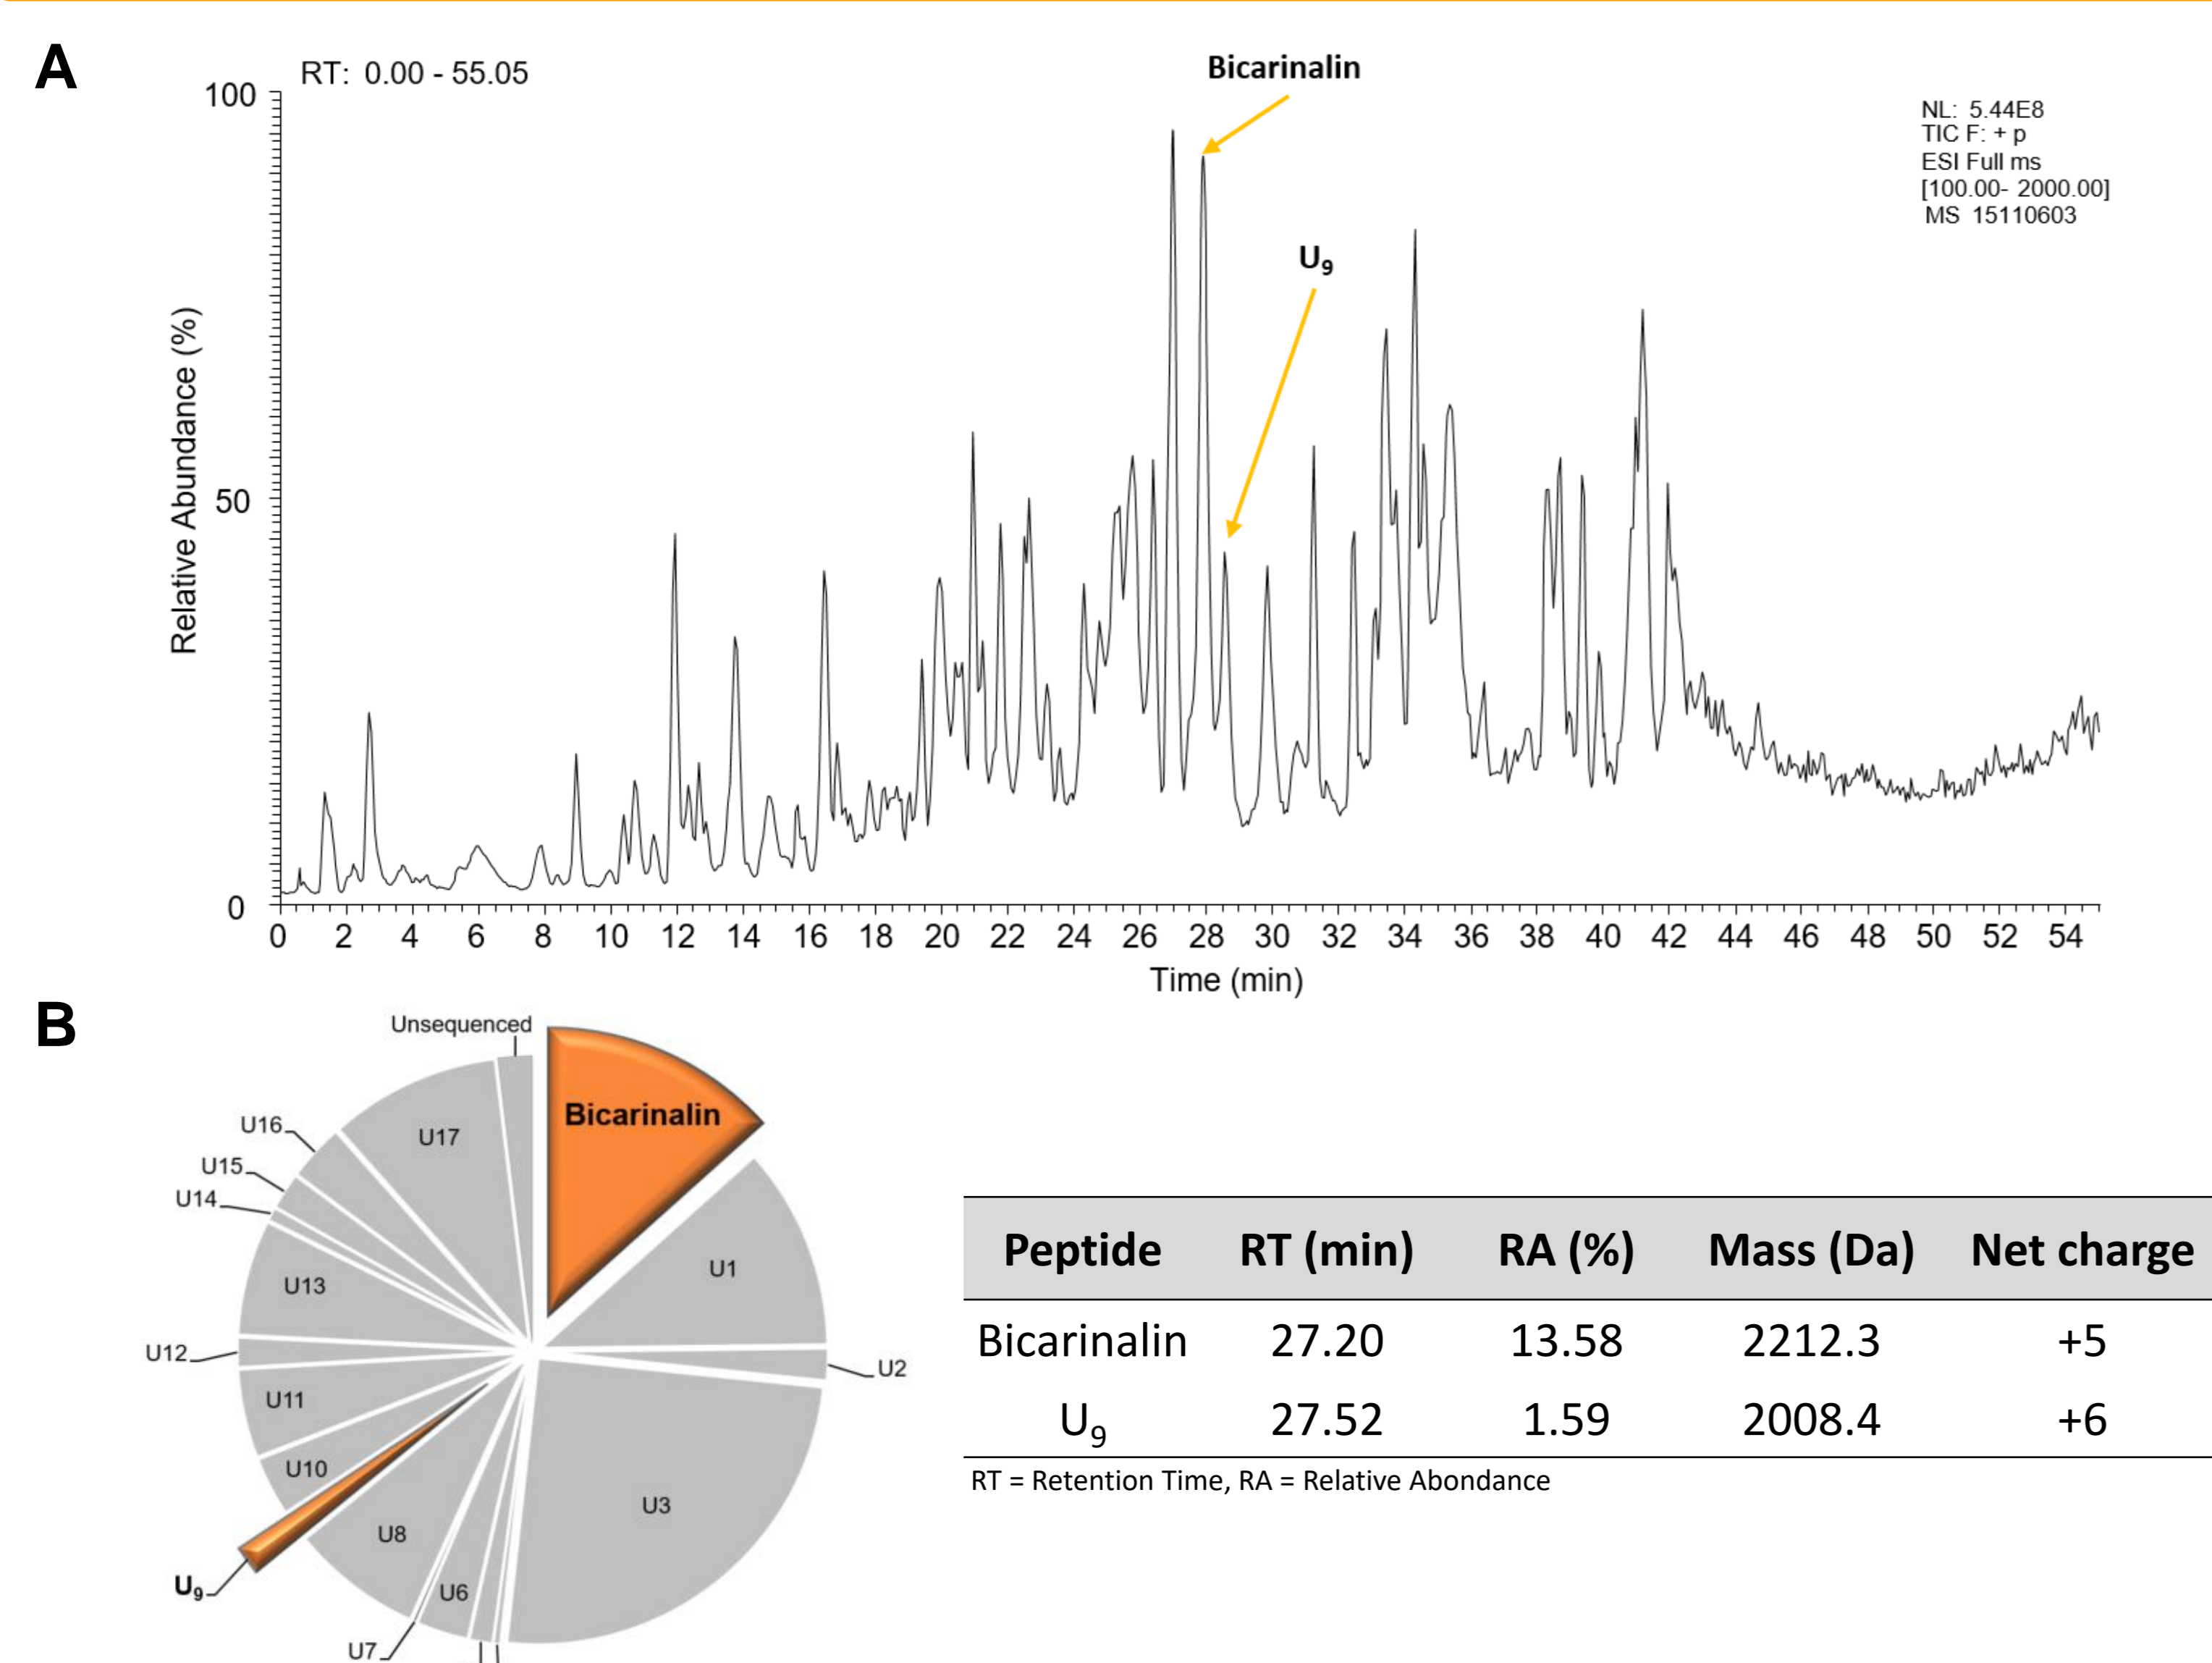 A
RT: 0.00 - 55.05
Bicarinalin
U₉
NL: 5.44E8
TIC F: + p
ESI Full ms
[100.00- 2000.00]
MS 15110603
Relative Abundance (%)
100
50
0
0 2 4 6 8 10 12 14 16 18 20 22 24 26 28 30 32 34 36 38 40 42 44 46 48 50 52 54
Time (min)
B
Unsequenced
Bicarinalin
U17
U16
U15
U14
U13
U12
U11
U10
U₉
U8
U7
U6
U3
U2
U1
Peptide RT (min) RA (%) Mass (Da) Net charge
Bicarinalin 27.20 13.58 2212.3 +5
U₉ 27.52 1.59 2008.4 +6
RT = Retention Time, RA = Relative Abondance